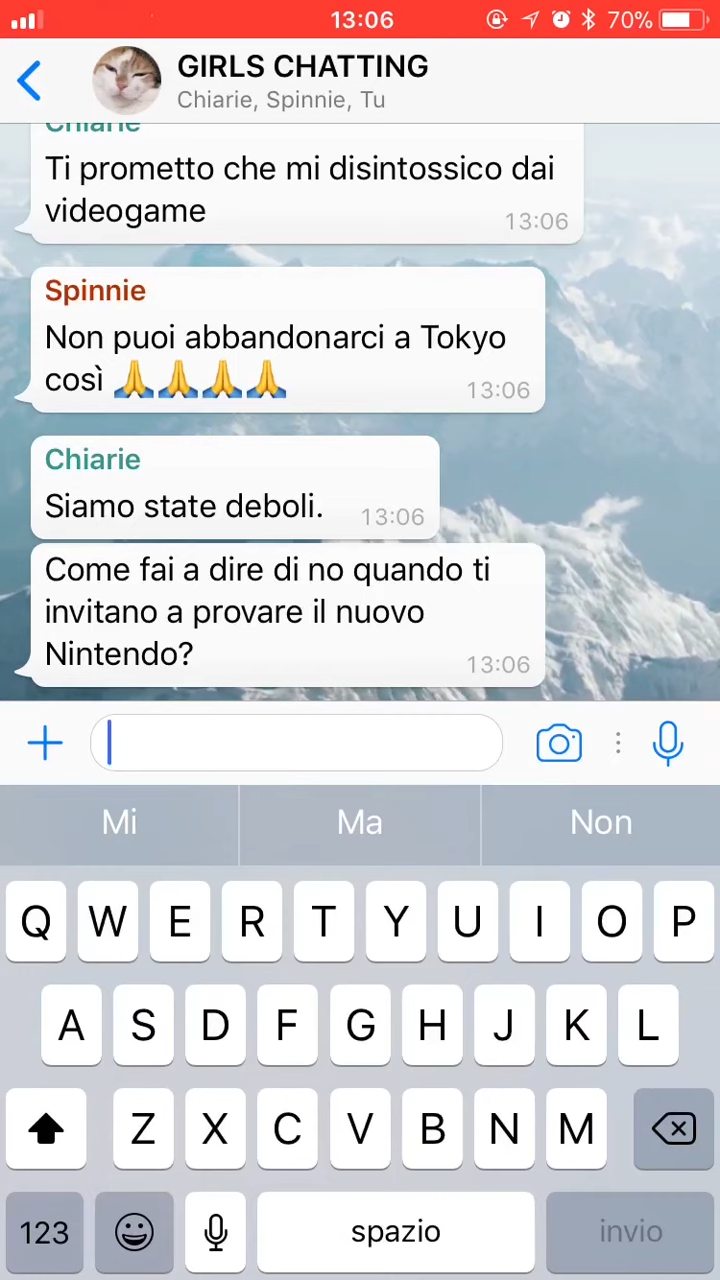 13:06
70%
GIRLS CHATTING
Chiarie, Spinnie, Tu
Chiarie
Ti prometto che mi disintossico dai
videogame
13:06
Spinnie
Non puoi abbandonarci a Tokyo
così 🙏🙏🙏🙏
13:06
Chiarie
Siamo state deboli.
13:06
Come fai a dire di no quando ti
invitano a provare il nuovo
Nintendo?
13:06
Mi Ma Non
Q W E R T Y U I O P
A S D F G H J K L
Z X C V B N M
123 spazio invio